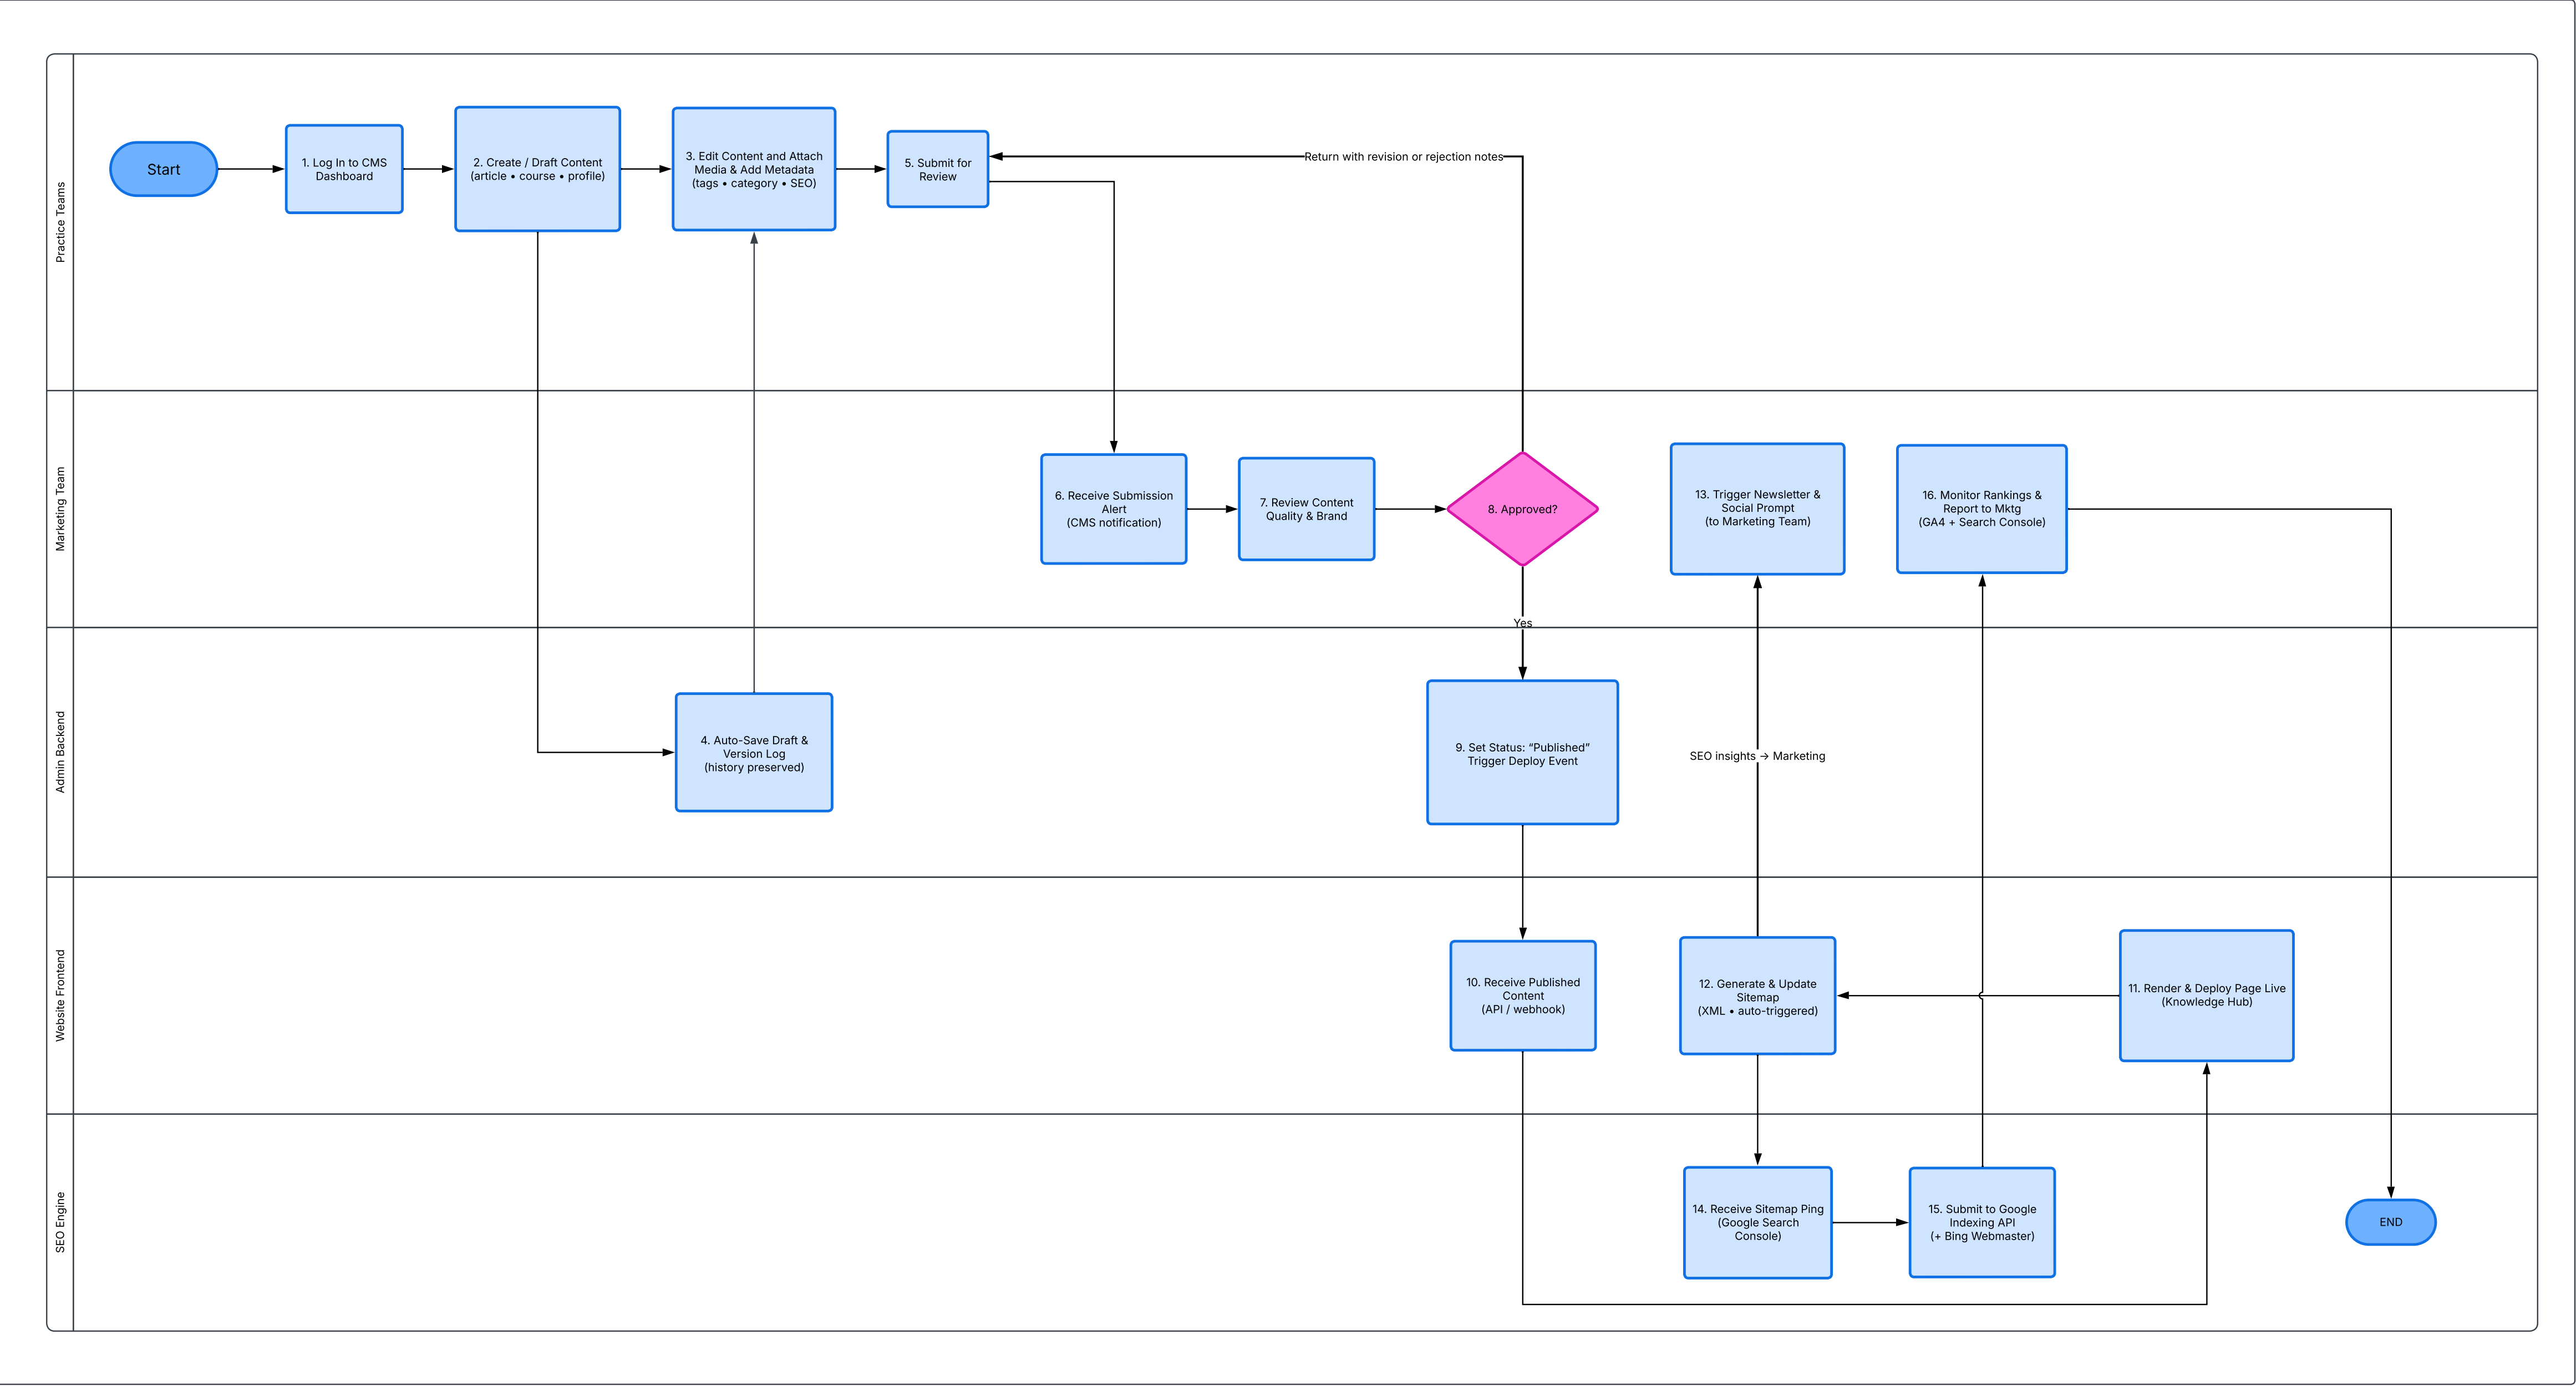 Practice Teams
Start
1. Log In to CMS
Dashboard
2. Create / Draft Content
(article • course • profile)
3. Edit Content and Attach
Media & Add Metadata
(tags • category • SEO)
5. Submit for
Review
Return with revision or rejection notes
Marketing Team
6. Receive Submission
Alert
(CMS notification)
7. Review Content
Quality & Brand
8. Approved?
13. Trigger Newsletter &
Social Prompt
(to Marketing Team)
16. Monitor Rankings &
Report to Mktg
(GA4 + Search Console)
Yes
Admin Backend
4. Auto-Save Draft &
Version Log
(history preserved)
9. Set Status: “Published”
Trigger Deploy Event
SEO insights → Marketing
Website Frontend
10. Receive Published
Content
(API / webhook)
12. Generate & Update
Sitemap
(XML • auto-triggered)
11. Render & Deploy Page Live
(Knowledge Hub)
SEO Engine
14. Receive Sitemap Ping
(Google Search
Console)
15. Submit to Google
Indexing API
(+ Bing Webmaster)
END